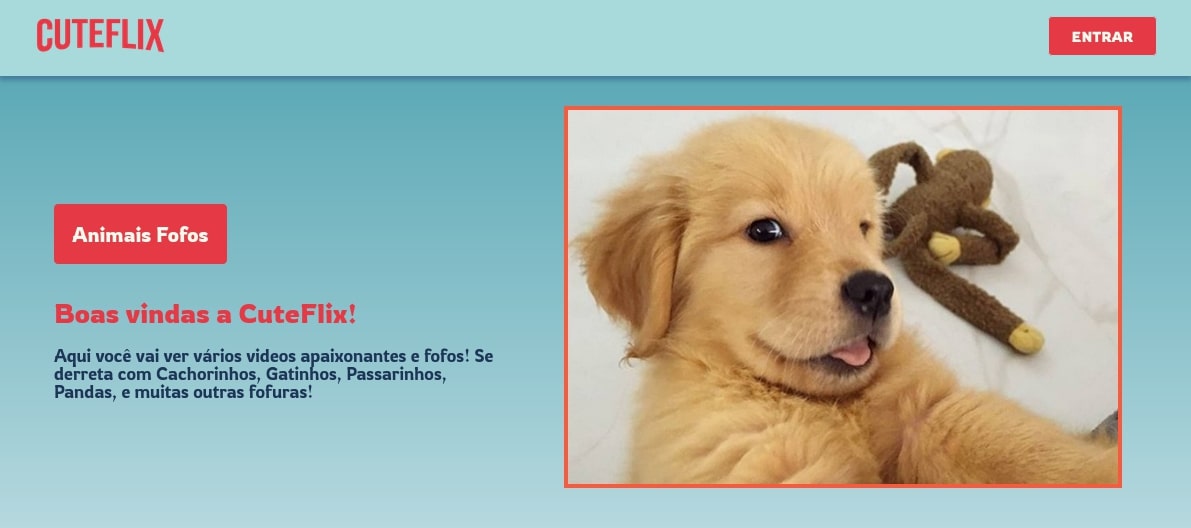 CUTEFLIX
ENTRAR
Animais Fofos
Boas vindas a CuteFlix!
Aqui você vai ver vários videos apaixonantes e fofos! Se
derreta com Cachorinhos, Gatinhos, Passarinhos,
Pandas, e muitas outras fofuras!